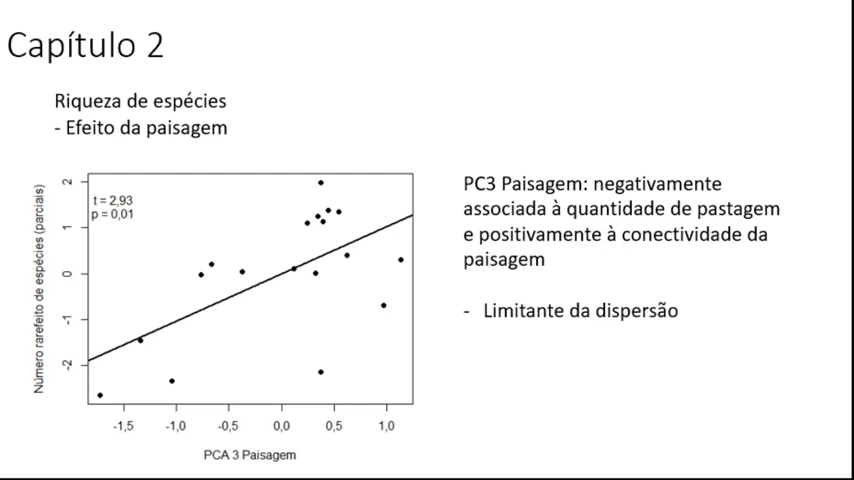 Capítulo 2
Riqueza de espécies
- Efeito da paisagem
t = 2,93
p = 0,01
Número rarefeito de espécies (parciais)
2
1
0
-1
-2
-1,5 -1,0 -0,5 0,0 0,5 1,0
PCA 3 Paisagem
PC3 Paisagem: negativamente
associada à quantidade de pastagem
e positivamente à conectividade da
paisagem
- Limitante da dispersão